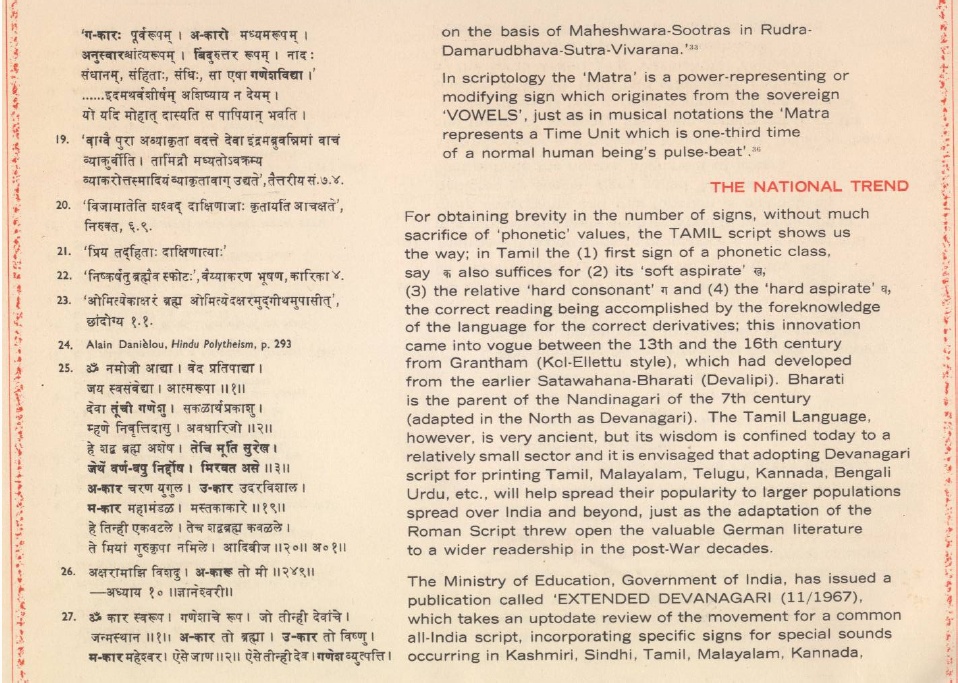 'ग-कारः पूर्वरूपम् । अ-कारो मध्यमरूपम् ।
अनुस्वारश्चांत्यरूपम् । बिंदुरुत्तर रूपम् । नादः
संधानम्, संहिताः, संधिः, सा एषा गणेशविद्या ।'
......इदमथर्वशीर्षम् अशिष्याय न देयम् ।
यो यदि मोहात् दास्यति स पापियान् भवति ।
19. 'वाग्वै पुरा अव्याकृता वदत्ते देवा इंद्रमब्रुवन्निमां वाचं
व्याकुर्वीति । तामिद्रौ मध्यतोऽवक्रम्य
व्याकरोत्तस्मादियं व्याकृतावाग् उद्यते', तैत्तरीय सं.७.४.
20. 'विजामातेति शश्वद् दाक्षिणाजाः कृतार्यति आचक्षते',
निरुक्त, ६.९.
21. 'प्रिय तद्हिताः दाक्षिणात्याः'
22. 'निष्कर्षेतु ब्रह्मैव स्फोटः', वैय्याकरण भूषण, कारिका ४.
23. 'ओमित्येकाक्षरं ब्रह्म ओमित्येदक्षरमुद्गीथमुपासीत्',
छांदोग्य १.१.
24. Alain Danièlou, Hindu Polytheism, p. 293
25. ॐ नमोजी आद्या । वेद प्रतिपाद्या ।
जय स्वसंवेद्या । आत्मरूपा ॥१॥
देवा तूंची गणेशु । सकळार्यप्रकाशु ।
म्हणे निवृत्तिदासु । अवधारिजो ॥२॥
हे शद्ब ब्रह्म अशेष । तेचि मूर्ति सुरेख ।
जेयें वर्ण-वपु निर्द्दोष । मिरवत असे ॥३॥
अ-कार चरण युगुल । उ-कार उदरविशाल ।
म-कार महामंडळ । मस्तकाकारे ॥१९॥
हे तिन्ही एकवटले । तेच शद्बब्रह्म कवळले ।
ते मियां गुरुकृपा नमिले । आदिबीज ॥२०॥ अ० १॥
26. अक्षरामाझि विशदु । अ-कारू तो मी ॥२४९॥
—अध्याय १० ॥ज्ञानेश्वरी॥
27. ॐ कार स्वरूप । गणेशाचे रूप । जो तीन्ही देवांचे ।
जन्मस्थान ॥१॥ अ-कार तो ब्रह्मा । उ-कार तो विष्णु ।
म-कार महेश्वर । ऐसे जाण ॥२॥ ऐसे तीन्ही देव । गणेश व्युत्पत्ति ।
on the basis of Maheshwara-Sootras in Rudra-
Damarudbhava-Sutra-Vivarana.'³³
In scriptology the 'Matra' is a power-representing or
modifying sign which originates from the sovereign
'VOWELS', just as in musical notations the 'Matra
represents a Time Unit which is one-third time
of a normal human being's pulse-beat'.³⁶
THE NATIONAL TREND
For obtaining brevity in the number of signs, without much
sacrifice of 'phonetic' values, the TAMIL script shows us
the way; in Tamil the (1) first sign of a phonetic class,
say क also suffices for (2) its 'soft aspirate' ख,
(3) the relative 'hard consonant' ग and (4) the 'hard aspirate' घ,
the correct reading being accomplished by the foreknowledge
of the language for the correct derivatives; this innovation
came into vogue between the 13th and the 16th century
from Grantham (Kol-Ellettu style), which had developed
from the earlier Satawahana-Bharati (Devalipi). Bharati
is the parent of the Nandinagari of the 7th century
(adapted in the North as Devanagari). The Tamil Language,
however, is very ancient, but its wisdom is confined today to a
relatively small sector and it is envisaged that adopting Devanagari
script for printing Tamil, Malayalam, Telugu, Kannada, Bengali
Urdu, etc., will help spread their popularity to larger populations
spread over India and beyond, just as the adaptation of the
Roman Script threw open the valuable German literature
to a wider readership in the post-War decades.
The Ministry of Education, Government of India, has issued a
publication called 'EXTENDED DEVANAGARI (11/1967),
which takes an uptodate review of the movement for a common
all-India script, incorporating specific signs for special sounds
occurring in Kashmiri, Sindhi, Tamil, Malayalam, Kannada,